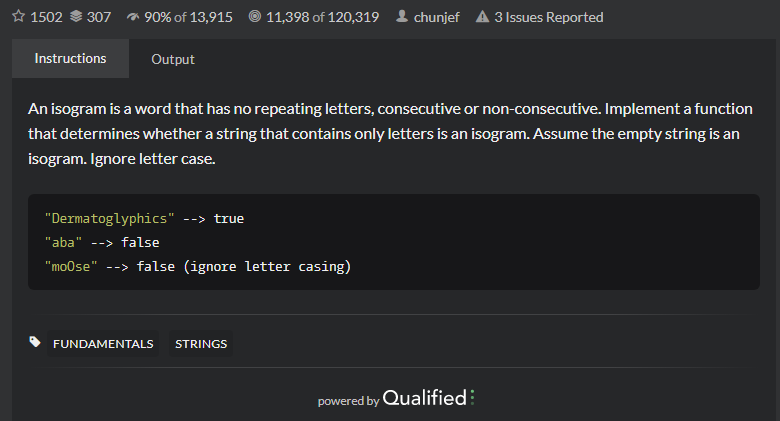 1502 307 90% of 13,915 11,398 of 120,319 chunjef 3 Issues Reported
Instructions Output
An isogram is a word that has no repeating letters, consecutive or non-consecutive. Implement a function
that determines whether a string that contains only letters is an isogram. Assume the empty string is an
isogram. Ignore letter case.
"Dermatoglyphics" --> true
"aba" --> false
"moOse" --> false (ignore letter casing)
FUNDAMENTALS STRINGS
powered by Qualified